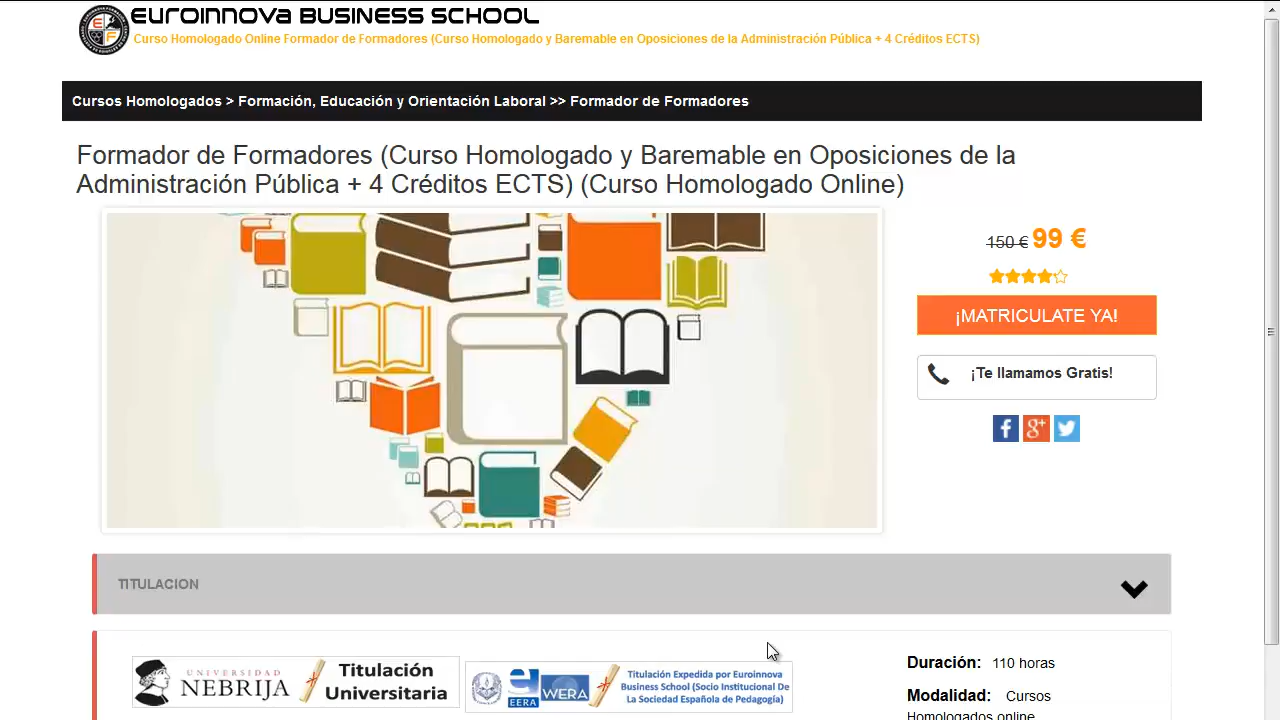 EUROINNOVA BUSINESS SCHOOL
Curso Homologado Online Formador de Formadores (Curso Homologado y Baremable en Oposiciones de la Administración Pública + 4 Créditos ECTS)
Cursos Homologados > Formación, Educación y Orientación Laboral >> Formador de Formadores
Formador de Formadores (Curso Homologado y Baremable en Oposiciones de la
Administración Pública + 4 Créditos ECTS) (Curso Homologado Online)
150 € 99 €
¡MATRICULATE YA!
¡Te llamamos Gratis!
TITULACION
UNIVERSIDAD
NEBRIJA
Titulación
Universitaria
EERA
WERA
Titulación Expedida por Euroinnova
Business School (Socio Institucional De
La Sociedad Española de Pedagogía)
Duración: 110 horas
Modalidad: Cursos
Homologados online